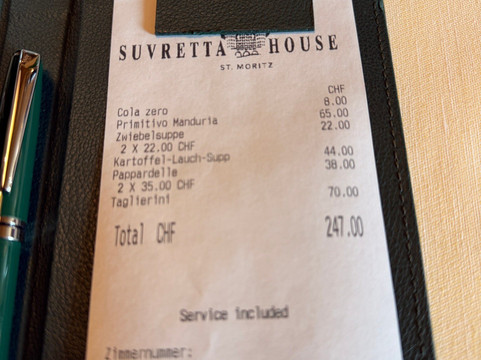 SUVRETTA HOUSE
ST. MORITZ
CHF
Cola zero 8.00
Primitivo Manduria 65.00
Zwiebelsuppe 22.00
2 X 22.00 CHF
Kartoffel-Lauch-Supp 44.00
Pappardelle 38.00
2 X 35.00 CHF
Taglierini 70.00
Total CHF 247.00
Service included
Zimmernummer: